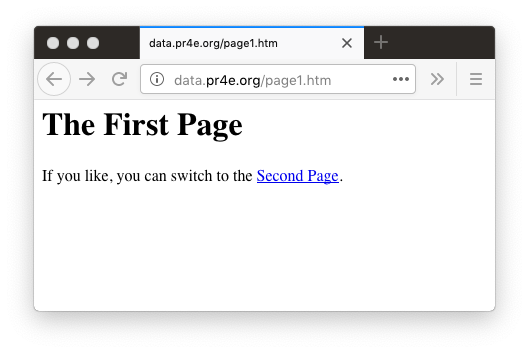 data.pr4e.org/page1.htm
data.pr4e.org/page1.htm
The First Page
If you like, you can switch to the Second Page.